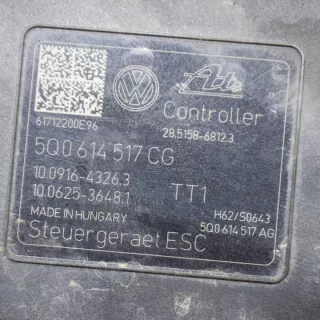 Ate
Controller
28.5158-6812.3
61712200E96
5Q0 614 517 CG
10.0916-4326.3
10.0625-3648.1
TT1
MADE IN HUNGARY
H62/S0643
5Q0 614 517 AG
Steuergeraet ESC